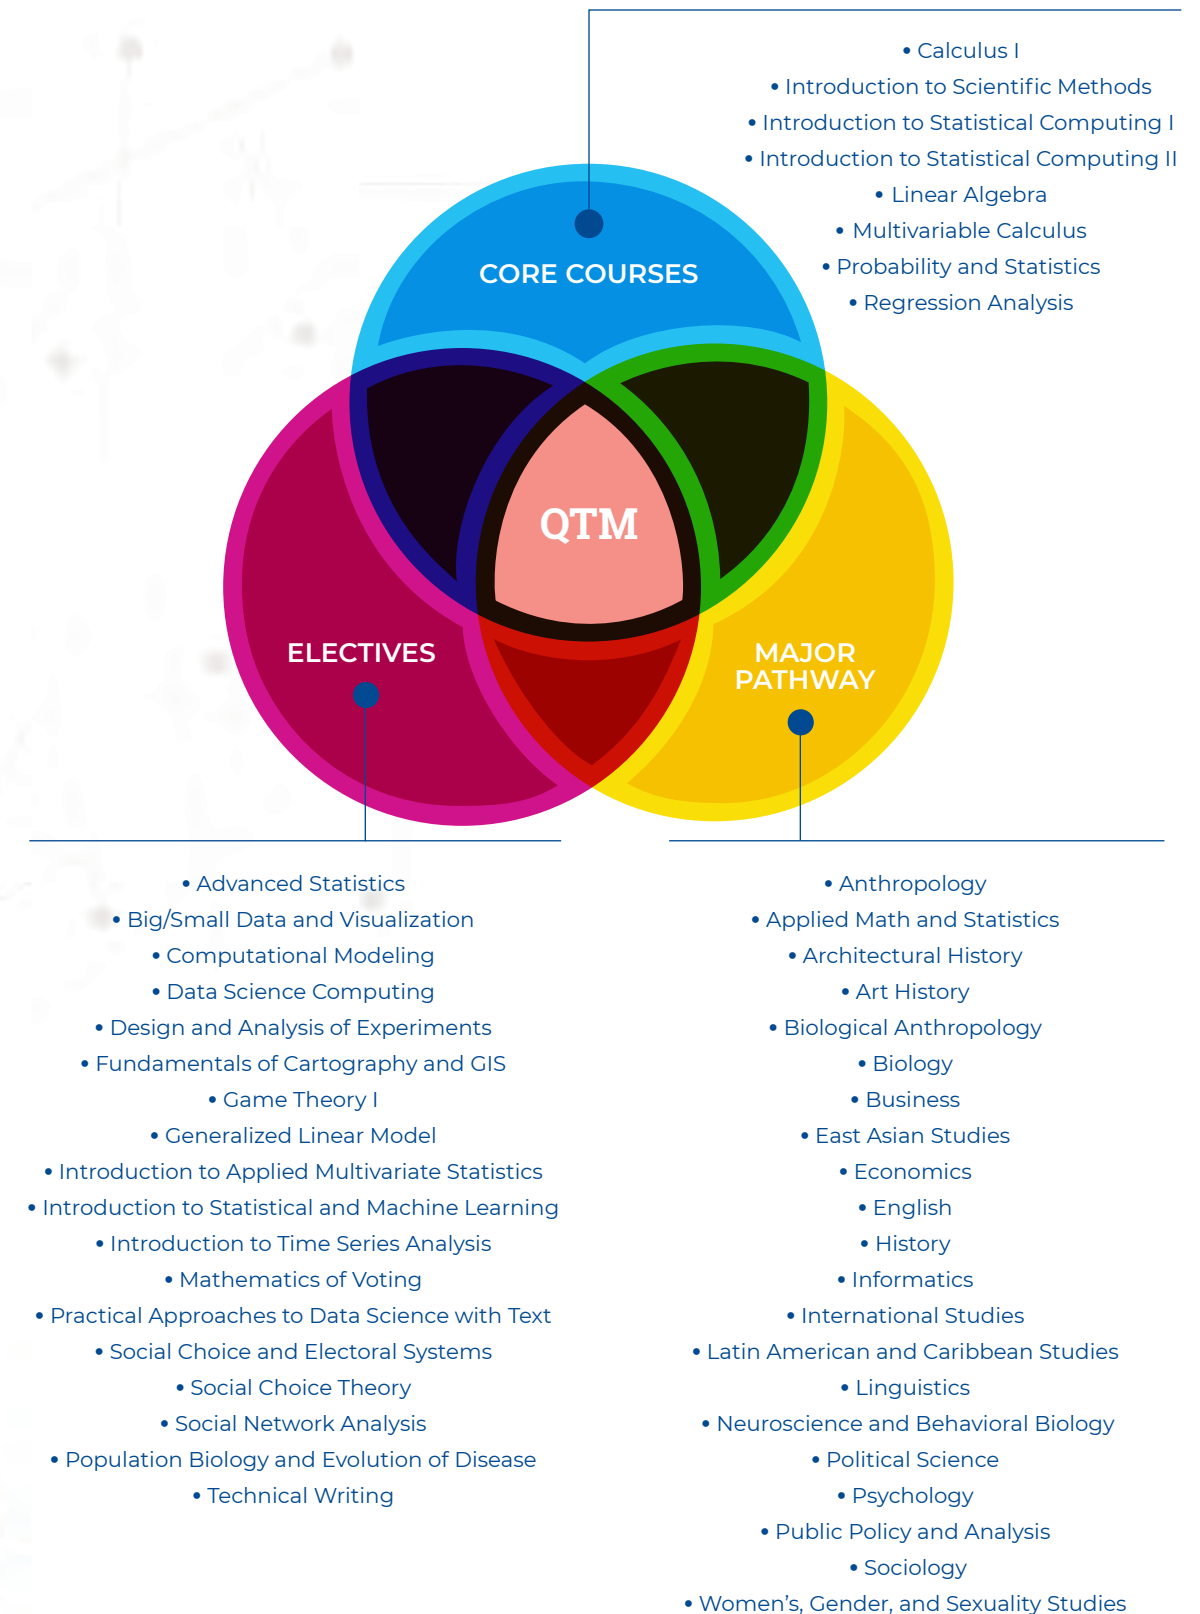 • Calculus I
• Introduction to Scientific Methods
• Introduction to Statistical Computing I
• Introduction to Statistical Computing II
• Linear Algebra
• Multivariable Calculus
• Probability and Statistics
• Regression Analysis
CORE COURSES
QTM
ELECTIVES
MAJOR
PATHWAY
• Advanced Statistics
• Big/Small Data and Visualization
• Computational Modeling
• Data Science Computing
• Design and Analysis of Experiments
• Fundamentals of Cartography and GIS
• Game Theory I
• Generalized Linear Model
• Introduction to Applied Multivariate Statistics
• Introduction to Statistical and Machine Learning
• Introduction to Time Series Analysis
• Mathematics of Voting
• Practical Approaches to Data Science with Text
• Social Choice and Electoral Systems
• Social Choice Theory
• Social Network Analysis
• Population Biology and Evolution of Disease
• Technical Writing
• Anthropology
• Applied Math and Statistics
• Architectural History
• Art History
• Biological Anthropology
• Biology
• Business
• East Asian Studies
• Economics
• English
• History
• Informatics
• International Studies
• Latin American and Caribbean Studies
• Linguistics
• Neuroscience and Behavioral Biology
• Political Science
• Psychology
• Public Policy and Analysis
• Sociology
• Women’s, Gender, and Sexuality Studies